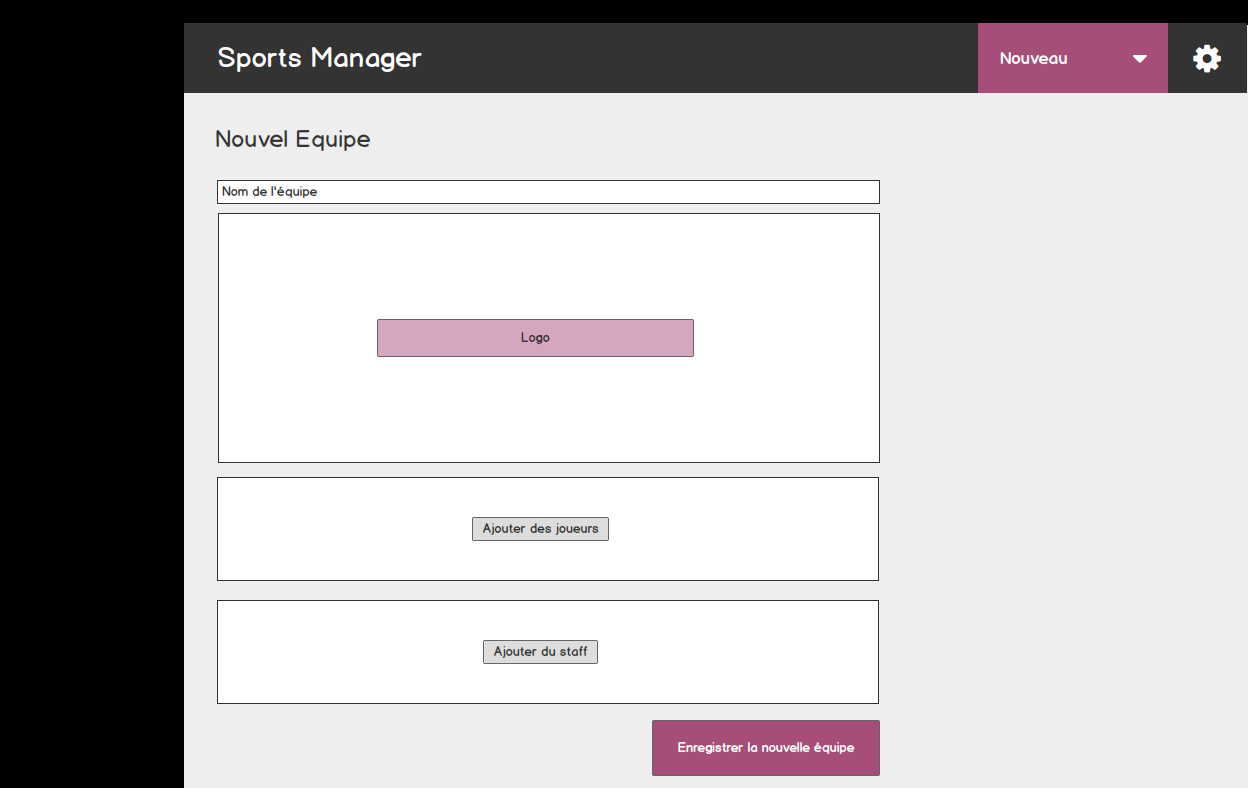 Sports Manager
Nouveau
Nouvel Equipe
Nom de l'équipe
Logo
Ajouter des joueurs
Ajouter du staff
Enregistrer la nouvelle équipe